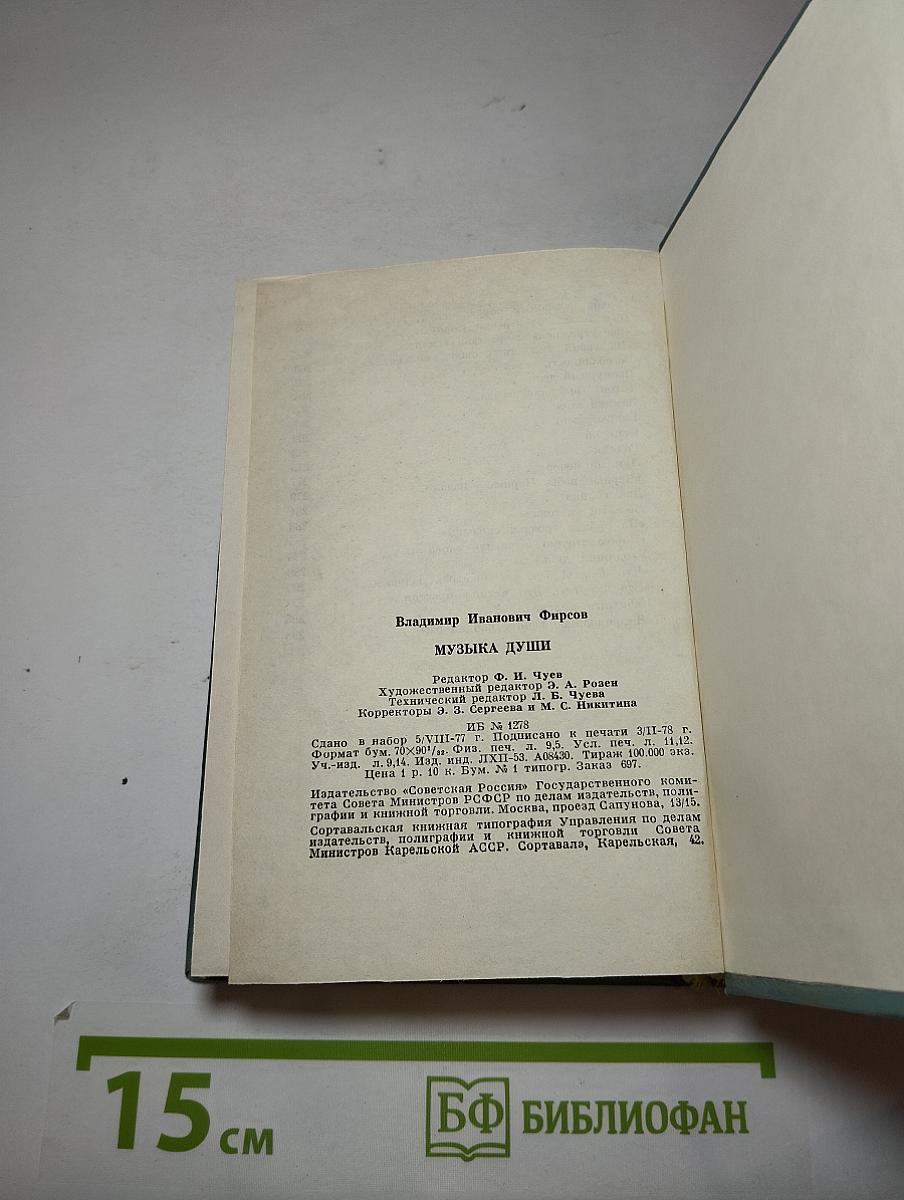 Владимир Иванович Фирсов
МУЗЫКА ДУШИ
Редактор Ф. И. Чуев
Художественный редактор Э. А. Розен
Технический редактор Л. Б. Чуева
Корректоры Э. З. Сергеева и М. С. Никитина
ИБ № 1278
Сдано в набор 5/VIII-77 г. Подписано к печати 3/II-78 г.
Формат бум. 70×90¹/₃₂. Физ. печ. л. 9,5. Усл. печ. л. 11,12.
Уч.-изд. л. 9,14. Изд. инд. ЛХП-53. А08430. Тираж 100.000 экз.
Цена 1 р. 10 к. Бум. № 1 типогр. Заказ 697.
Издательство «Советская Россия» Государственного коми-
тета Совета Министров РСФСР по делам издательств, поли-
графии и книжной торговли. Москва, проезд Сапунова, 13/15.
Сортавальская книжная типография Управления по делам
издательств, полиграфии и книжной торговли Совета
Министров Карельской АССР. Сортавалэ, Карельская, 42.
15 см
БФ БИБЛИОФАН